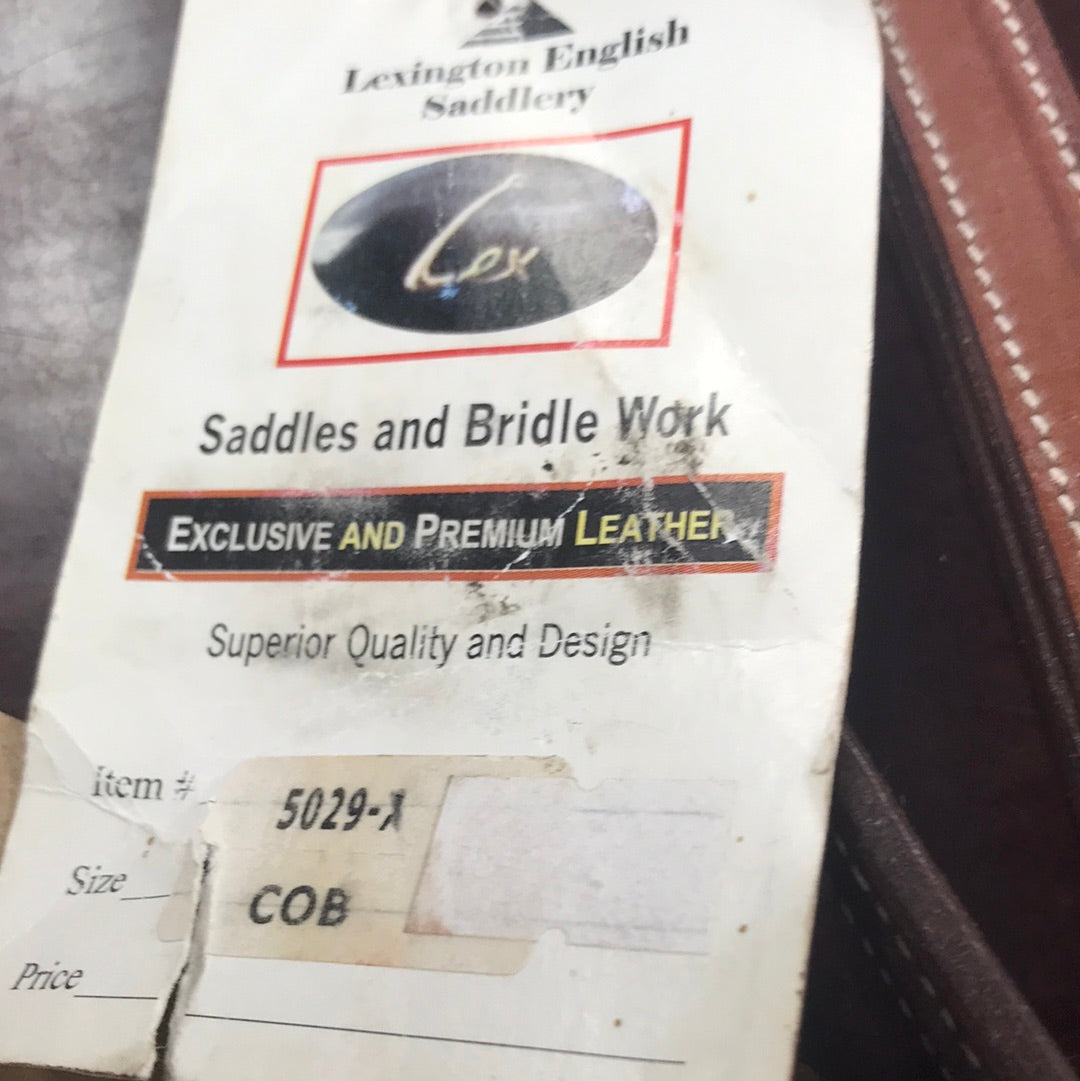 Lexington English
Saddlery
Lex
Saddles and Bridle Work
EXCLUSIVE AND PREMIUM LEATHER
Superior Quality and Design
Item # 5029-X
Size COB
Price